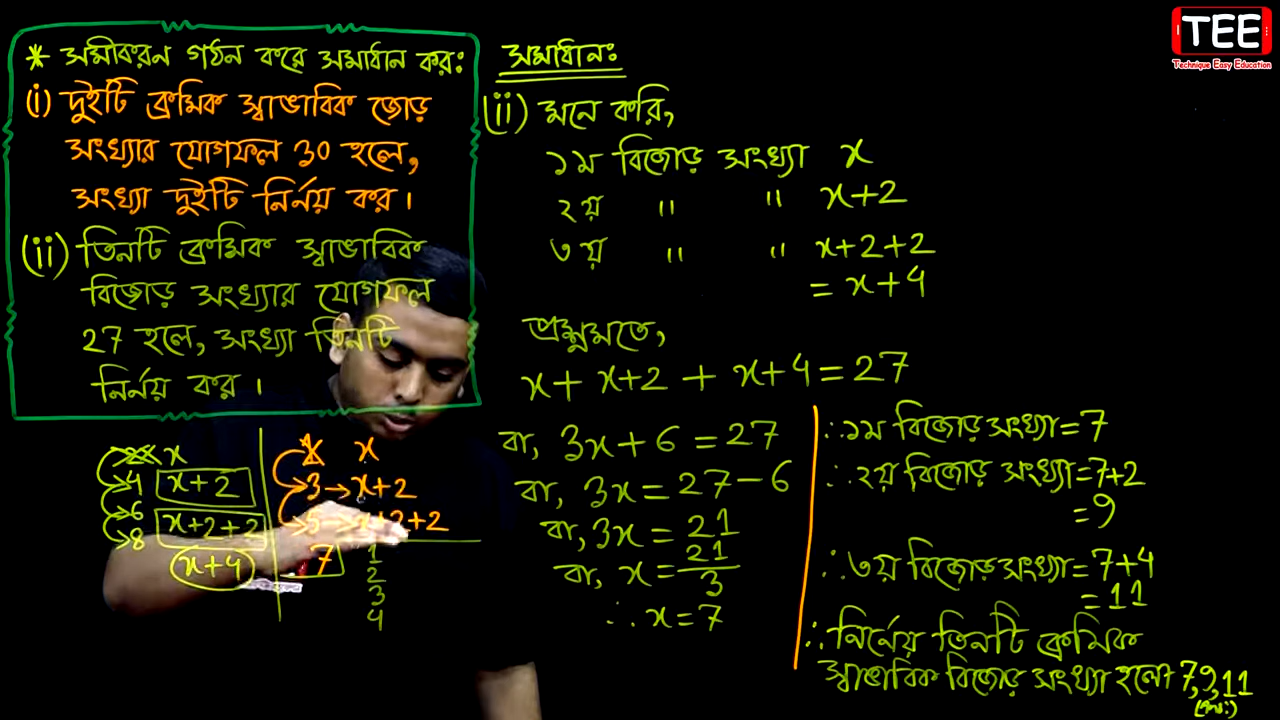 * সমীকরণ গঠন করে সমাধান কর:
(i) দুইটি ক্রমিক স্বাভাবিক জোড়
সংখ্যার যোগফল 30 হলে,
সংখ্যা দুইটি নির্ণয় কর।
(ii) তিনটি ক্রমিক স্বাভাবিক
বিজোড় সংখ্যার যোগফল
27 হলে, সংখ্যা তিনটি
নির্ণয় কর।
x
4 x+2
6
x+2+2
8
x+4
x
3→x+2
5→x+2+2
7
1
2
3
4
সমাধানঃ
(ii) মনে করি,
১ম বিজোড় সংখ্যা x
২য় " " x+2
৩য় " " x+2+2
= x+4
প্রশ্নমতে,
x+ x+2 + x+4=27
বা, 3x+6=27
বা, 3x=27-6
বা, 3x=21
বা, x=21/3
∴ x=7
∴১ম বিজোড় সংখ্যা=7
∴২য় বিজোড় সংখ্যা=7+2
=9
∴৩য় বিজোড় সংখ্যা=7+4
=11
∴নির্নেয় তিনটি ক্রমিক
স্বাভাবিক বিজোড় সংখ্যা হলো→7,9,11
(Ans:)
TEE
Technique Easy Education